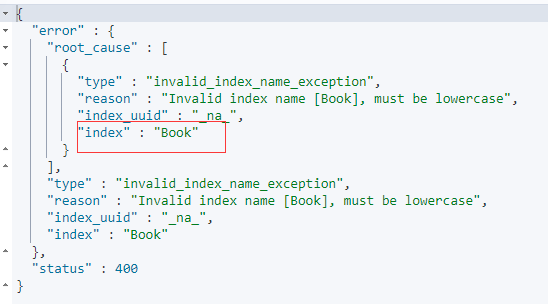 {
"error" : {
"root_cause" : [
{
"type" : "invalid_index_name_exception",
"reason" : "Invalid index name [Book], must be lowercase",
"index_uuid" : "_na_",
"index" : "Book"
}
],
"type" : "invalid_index_name_exception",
"reason" : "Invalid index name [Book], must be lowercase",
"index_uuid" : "_na_",
"index" : "Book"
},
"status" : 400
}